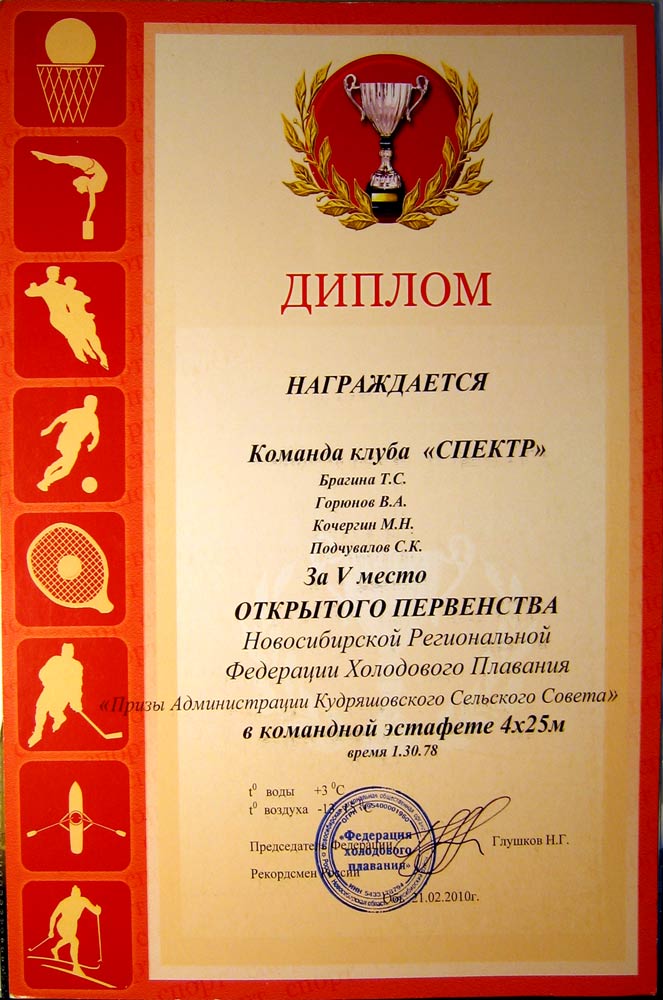 ДИПЛОМ
НАГРАЖДАЕТСЯ
Команда клуба «СПЕКТР»
Брагина Т.С.
Горюнов В.А.
Кочергин М.Н.
Подчувалов С.К.
За V место
ОТКРЫТОГО ПЕРВЕНСТВА
Новосибирской Региональной
Федерации Холодового Плавания
«Призы Администрации Кудряшовского Сельского Совета»
в командной эстафете 4х25м
время 1.30.78
t⁰ воды +3 ⁰С
t⁰ воздуха
Председатель Федерации
Глушков Н.Г.
Рекордсмен России
«Федерация
холодового
плавания»
21.02.2010г.